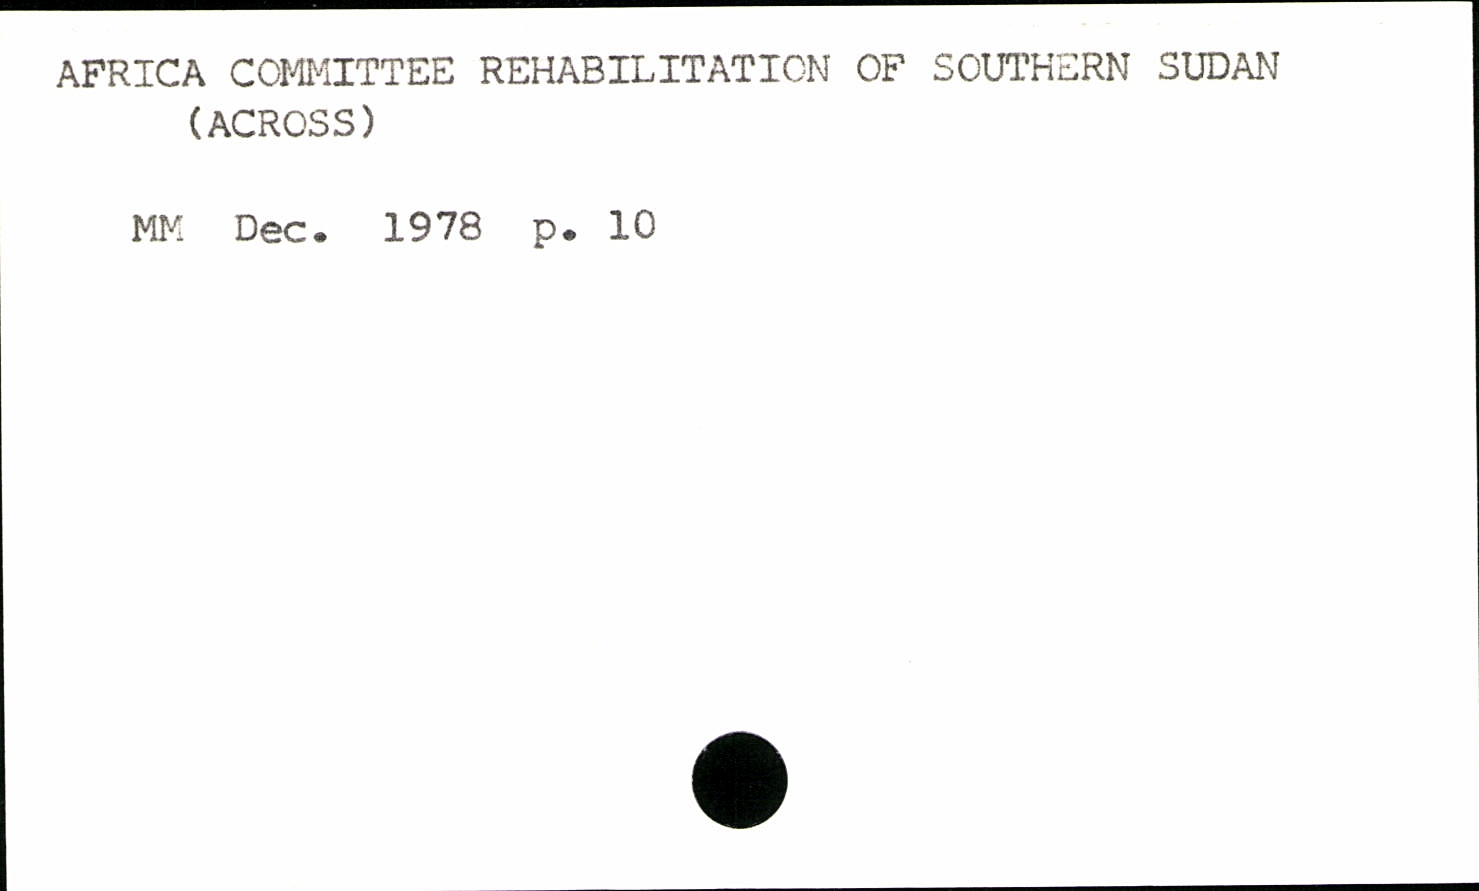 AFRICA COMMITTEE REHABILITATION OF SOUTHERN SUDAN
(ACROSS)
MM Dec. 1978 p. 10